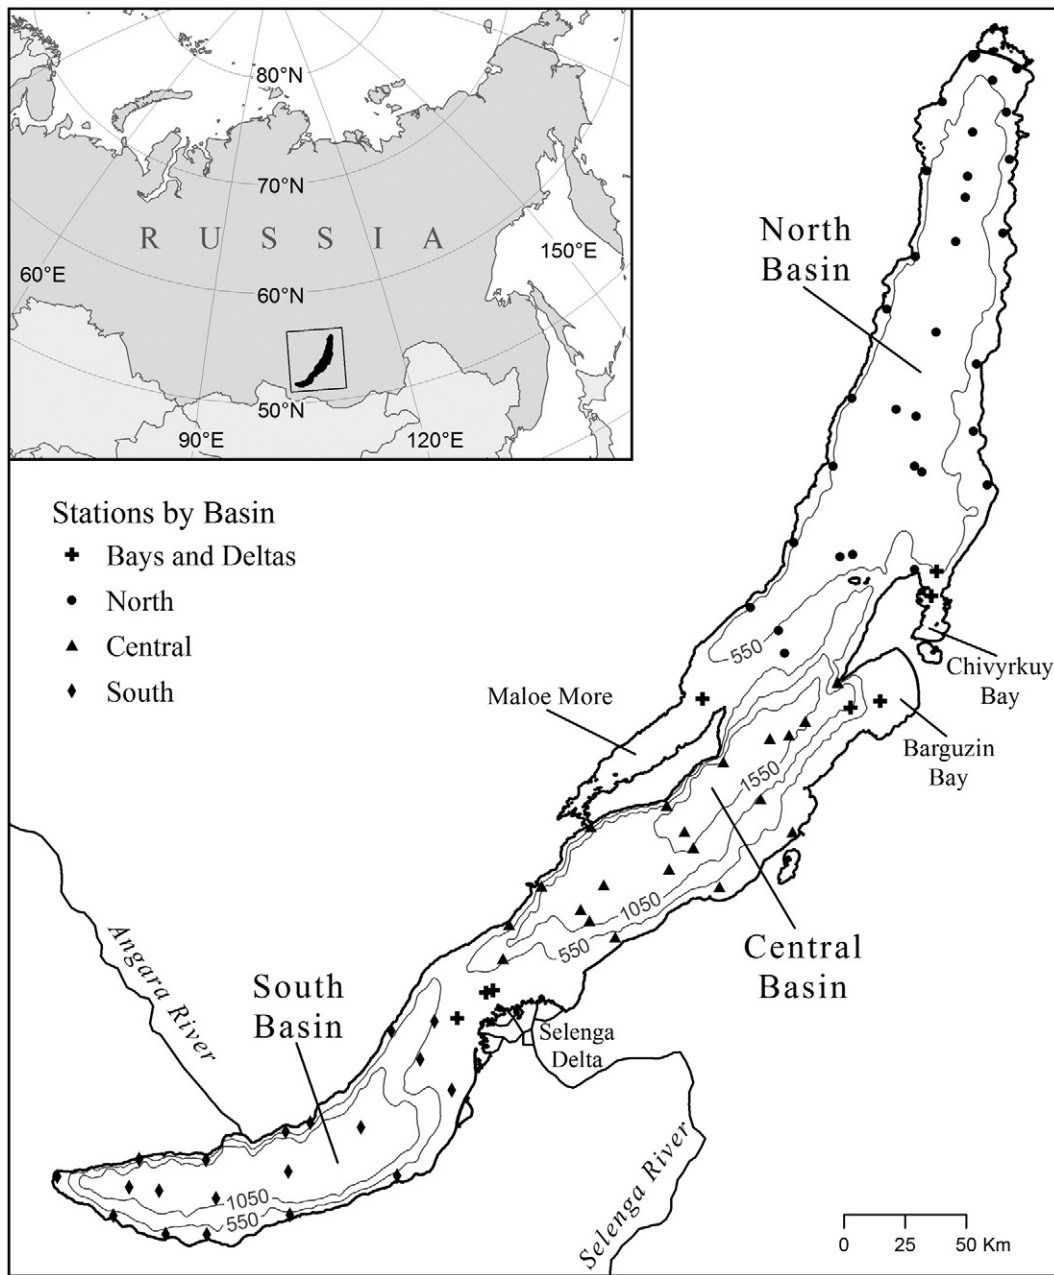 80°N
70°N
R U S S I A
150°E
60°E
60°N
50°N
90°E
120°E
North
Basin
Stations by Basin
Bays and Deltas
North
Central
South
550
Chivyrkuy
Bay
Maloe More
Barguzin
Bay
1550
1050
550
Central
Basin
Angara River
South
Basin
Selenga
Delta
Selenga River
1050
550
0 25 50 Km